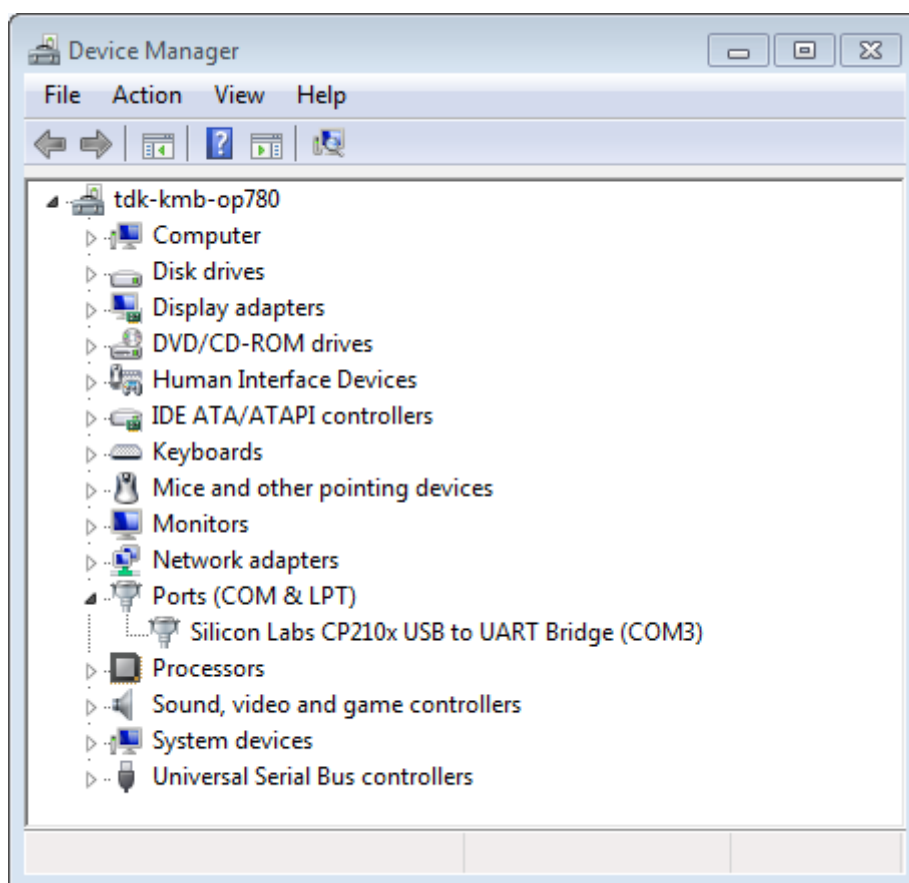 Device Manager
File Action View Help
?
tdk-kmb-op780
Computer
Disk drives
Display adapters
DVD/CD-ROM drives
Human Interface Devices
IDE ATA/ATAPI controllers
Keyboards
Mice and other pointing devices
Monitors
Network adapters
Ports (COM & LPT)
Silicon Labs CP210x USB to UART Bridge (COM3)
Processors
Sound, video and game controllers
System devices
Universal Serial Bus controllers